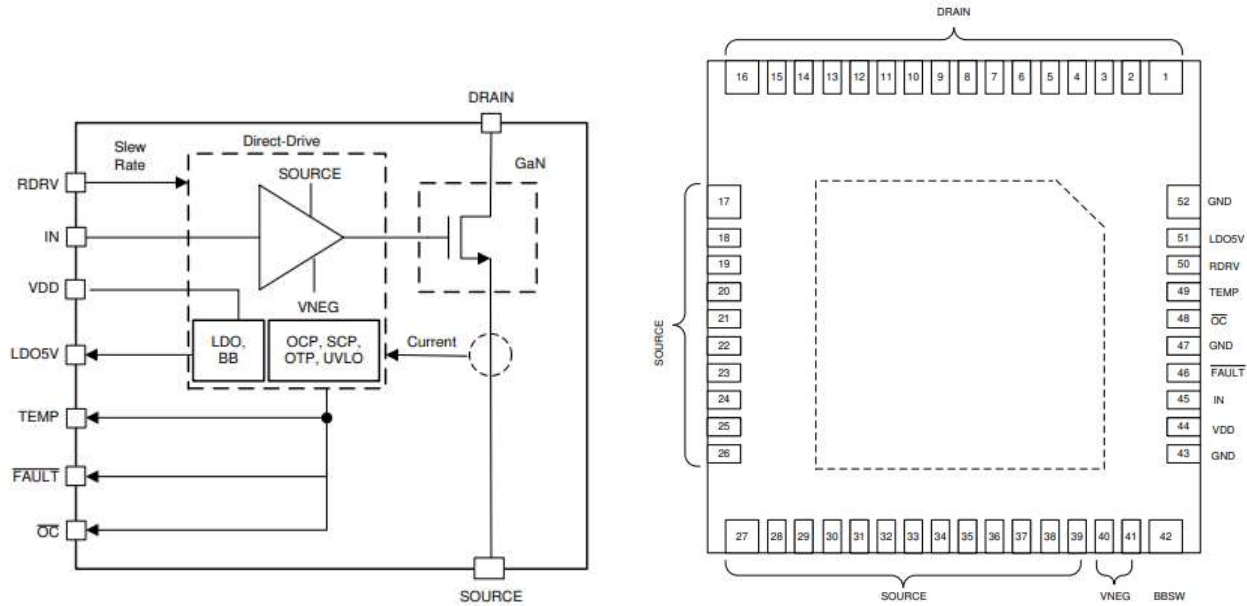 DRAIN
Slew
Rate
Direct-Drive
GaN
SOURCE
RDRV
IN
VDD
VNEG
LDO5V
LDO,
BB
OCP, SCP,
OTP, UVLO
Current
TEMP
FAULT
OC
SOURCE
DRAIN
16 15 14 13 12 11 10 9 8 7 6 5 4 3 2 1
SOURCE
17
18
19
20
21
22
23
24
25
26
52 GND
51 LDO5V
50 RDRV
49 TEMP
48 OC
47 GND
46 FAULT
45 IN
44 VDD
43 GND
27 28 29 30 31 32 33 34 35 36 37 38 39 40 41 42
SOURCE VNEG BBSW